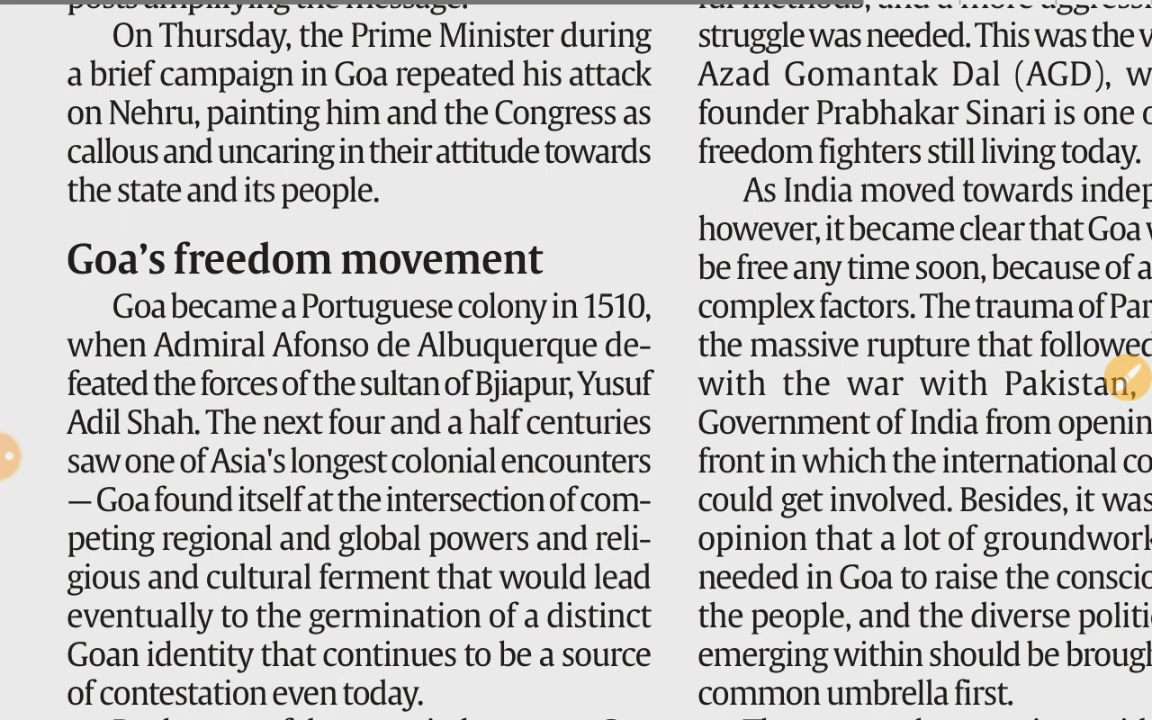 posts amplifying the message.
On Thursday, the Prime Minister during
a brief campaign in Goa repeated his attack
on Nehru, painting him and the Congress as
callous and uncaring in their attitude towards
the state and its people.
Goa’s freedom movement
Goa became a Portuguese colony in 1510,
when Admiral Afonso de Albuquerque de-
feated the forces of the sultan of Bjiapur, Yusuf
Adil Shah. The next four and a half centuries
saw one of Asia's longest colonial encounters
— Goa found itself at the intersection of com-
peting regional and global powers and reli-
gious and cultural ferment that would lead
eventually to the germination of a distinct
Goan identity that continues to be a source
of contestation even today.
methods, and a more
struggle was needed. This was the
Azad Gomantak Dal (AGD),
founder Prabhakar Sinari is one
freedom fighters still living today.
As India moved towards
however, it became clear that Goa
be free any time soon, because of a
complex factors. The trauma of
the massive rupture that followed
with the war with Pakistan,
Government of India from
front in which the international
could get involved. Besides, it was
opinion that a lot of groundwork
needed in Goa to raise the
the people, and the diverse
emerging within should be
common umbrella first.